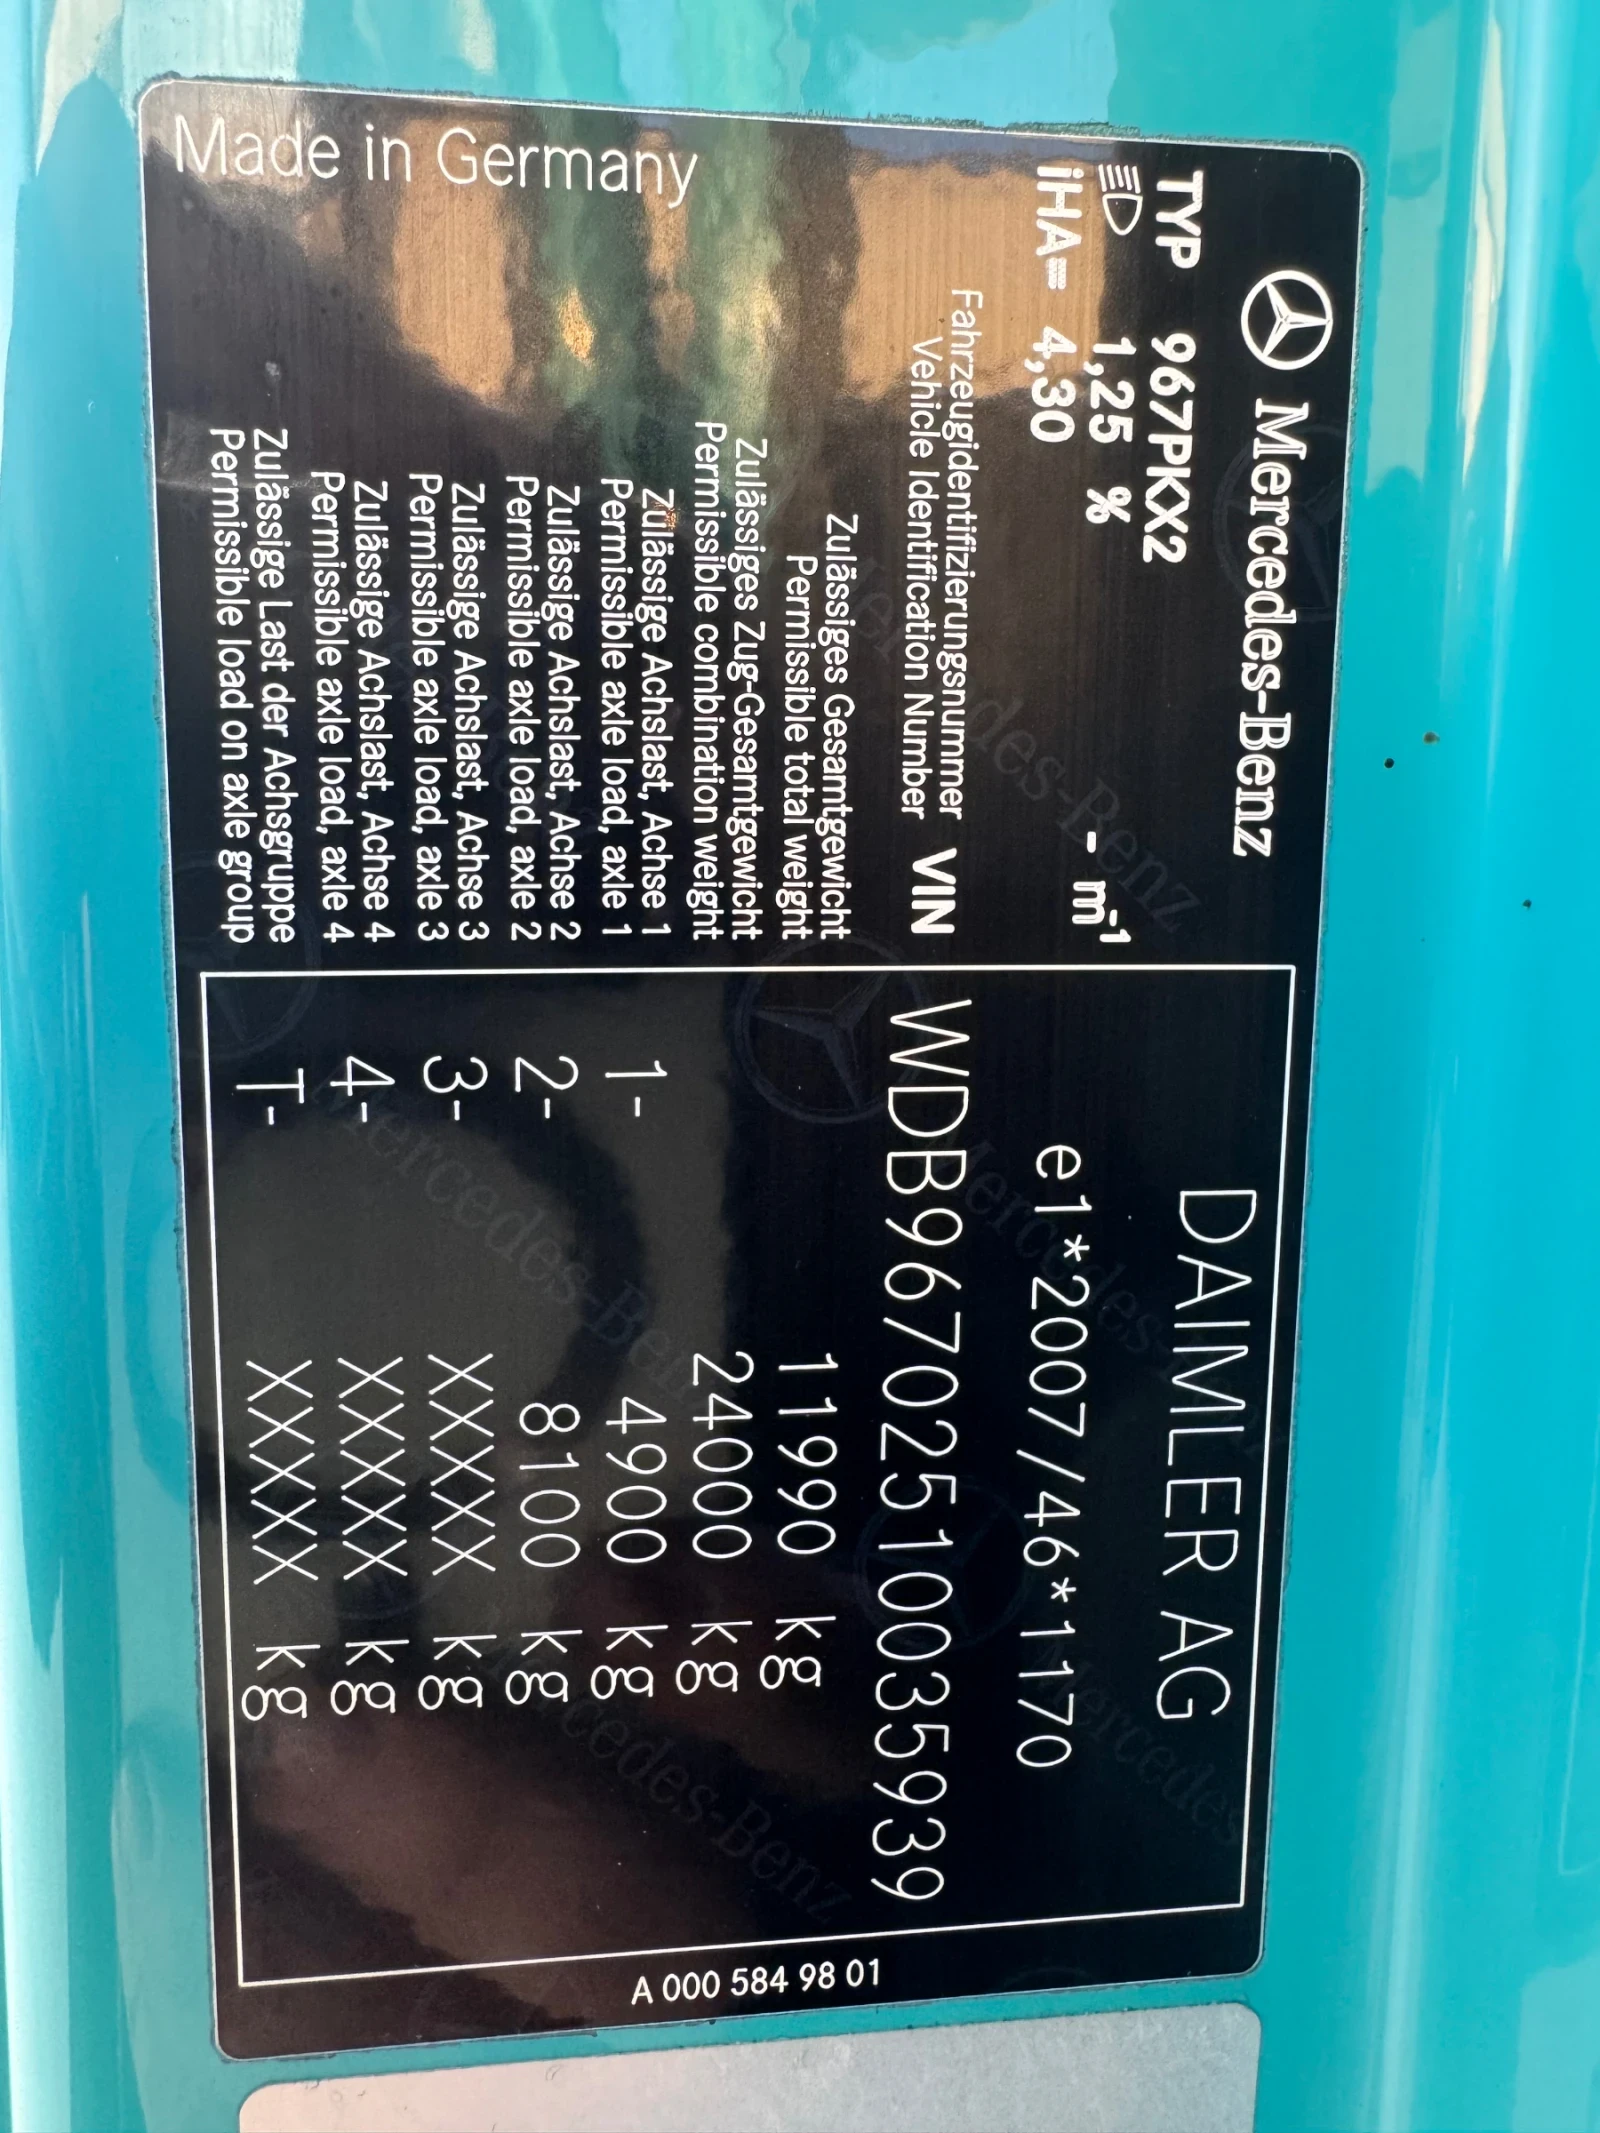 Mercedes-Benz
TYP 967PKX2
1,25 % - m-1
iHA= 4,30
DAIMLER AG
e1*2007/46*1170
Fahrzeugidentifizierungsnummer
Vehicle Identification Number VIN WDB9670251003 5939
Zulässiges Gesamtgewicht
Permissible total weight 11990 kg
Zulässiges Zug-Gesamtgewicht
Permissible combination weight 24000 kg
Zulässige Achslast, Achse 1
Permissible axle load, axle 1 1- 4900 kg
Zulässige Achslast, Achse 2
Permissible axle load, axle 2 2- 8100 kg
Zulässige Achslast, Achse 3
Permissible axle load, axle 3 3- XXXXX kg
Zulässige Achslast, Achse 4
Permissible axle load, axle 4 4- XXXXX kg
Zulässige Last der Achsgruppe
Permissible load on axle group T- XXXXX kg
Made in Germany
A 000 584 98 01